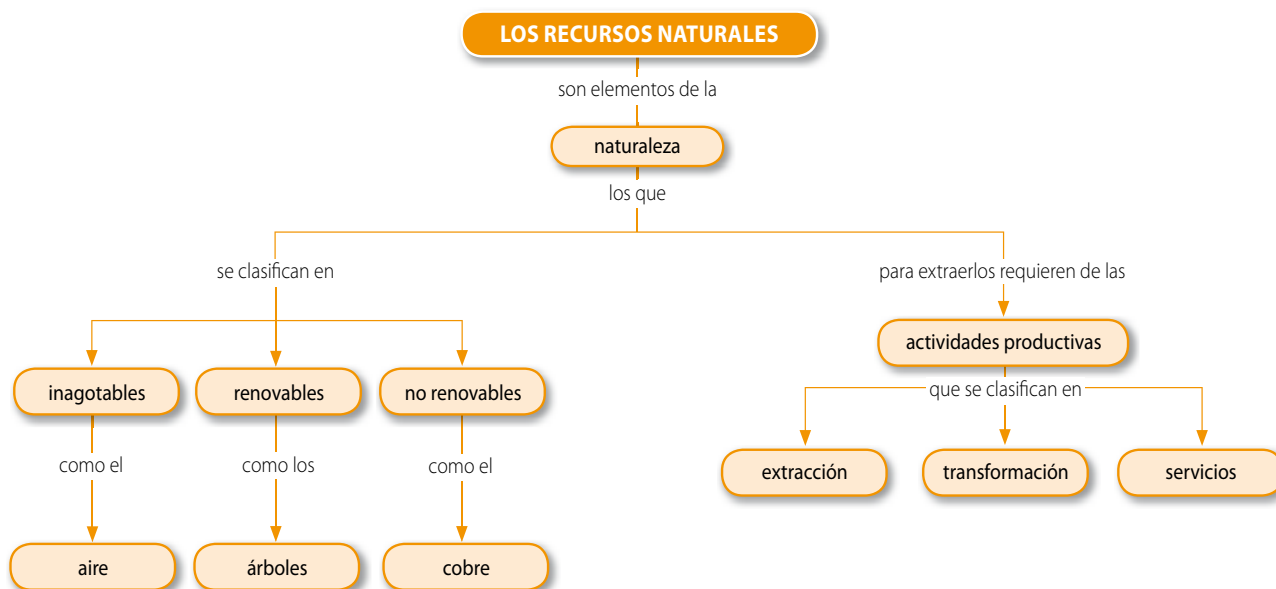 LOS RECURSOS NATURALES
son elementos de la
naturaleza
los que
se clasifican en
para extraerlos requieren de las
inagotables
renovables
no renovables
actividades productivas
que se clasifican en
como el
como los
como el
extracción
transformación
servicios
aire
árboles
cobre